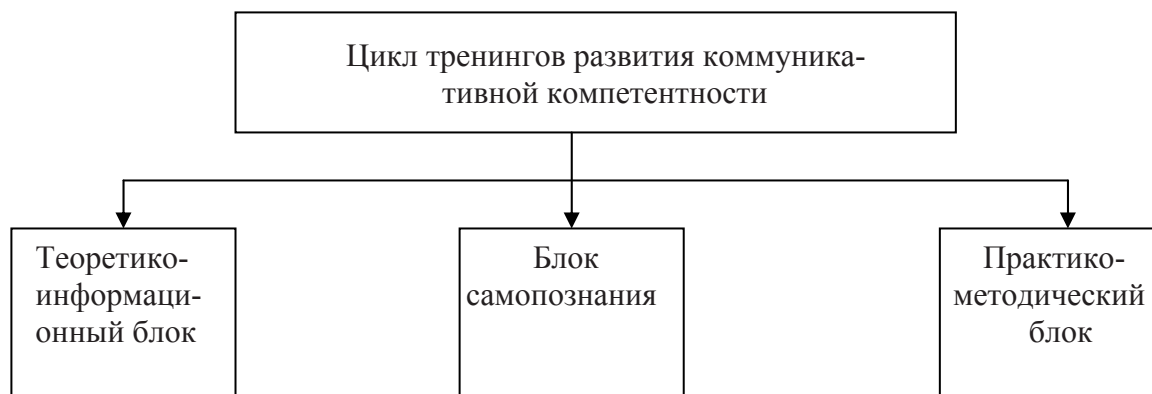 Цикл тренингов развития коммуника-
тивной компетентности
Теоретико-
информаци-
онный блок
Блок
самопознания
Практико-
методический
блок